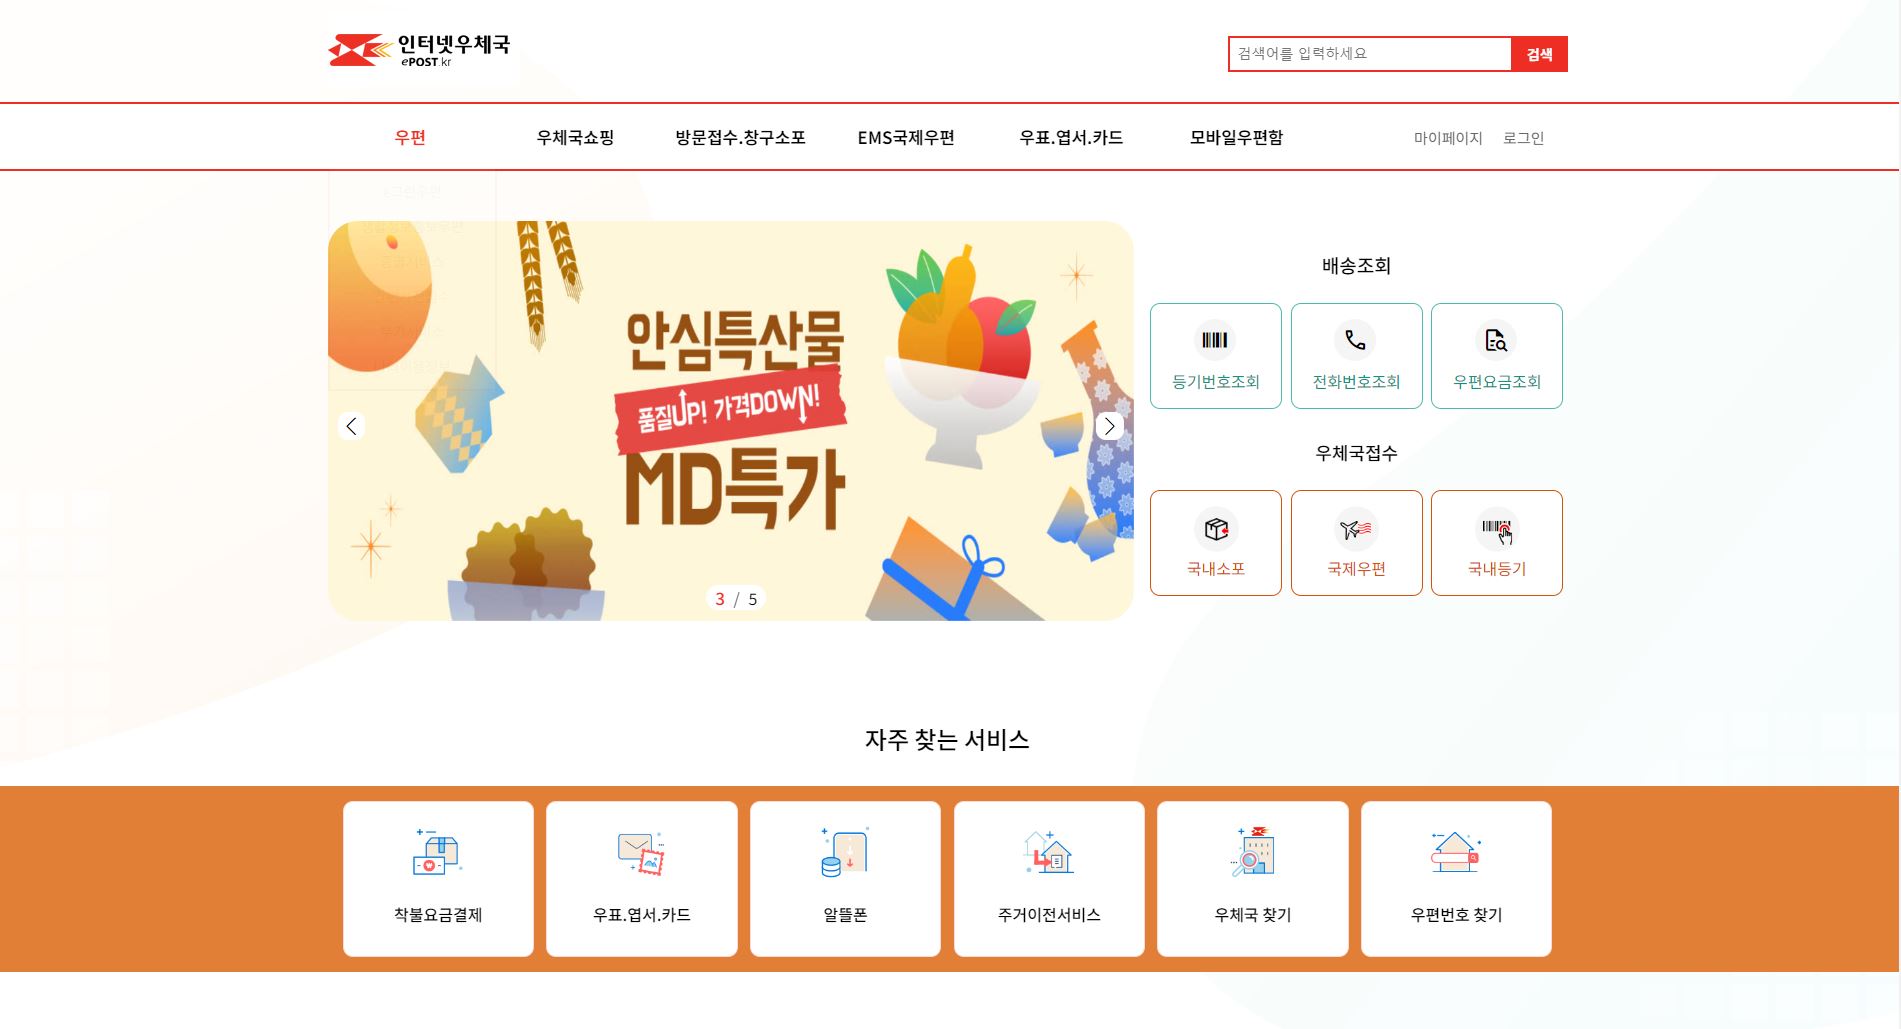 인터넷우체국
ePOST.kr
검색어를 입력하세요
검색
우편
우체국쇼핑
방문접수.창구소포
EMS국제우편
우표.엽서.카드
모바일우편함
마이페이지
로그인
e그린우편
안심특산물
품질UP! 가격DOWN!
MD특가
3 / 5
배송조회
등기번호조회
전화번호조회
우편요금조회
우체국접수
국내소포
국제우편
국내등기
자주 찾는 서비스
착불요금결제
우표.엽서.카드
알뜰폰
주거이전서비스
우체국 찾기
우편번호 찾기